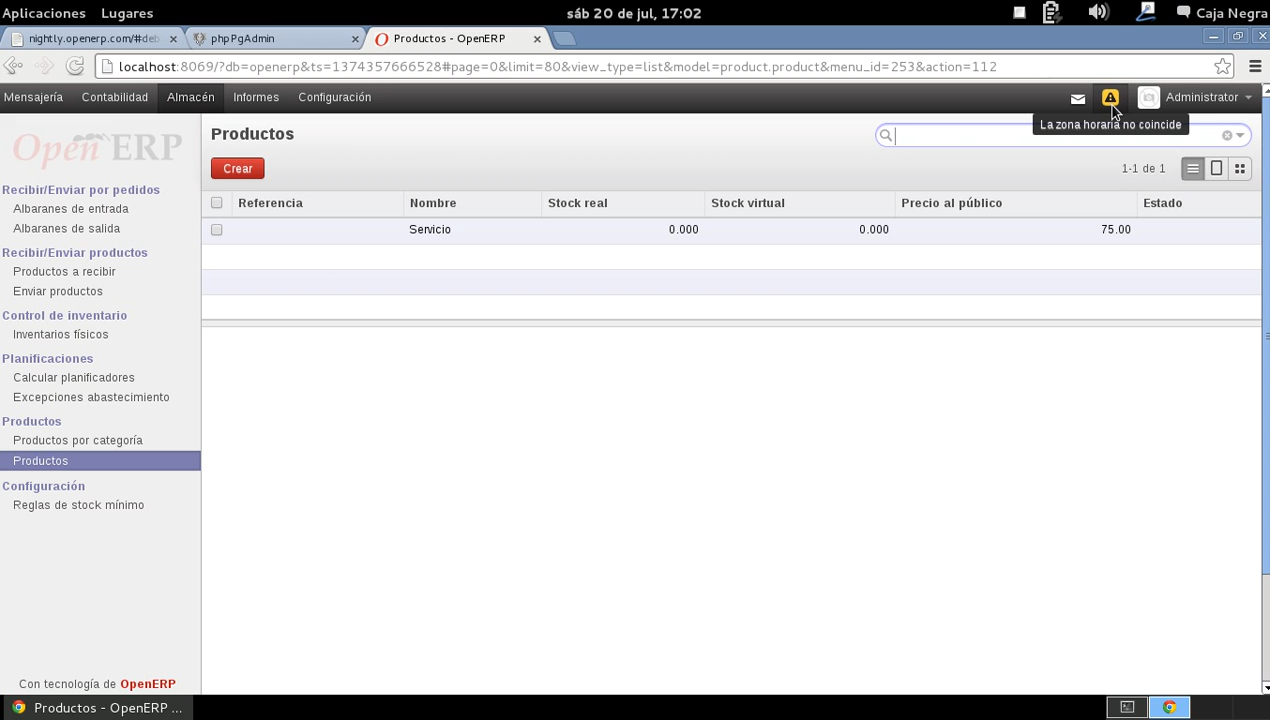 Aplicaciones Lugares sáb 20 de jul, 17:02 Caja Negra
nightly.openerp.com/#deb phpPgAdmin Productos - OpenERP
localhost:8069/?db=openerp&ts=1374357666528#page=0&limit=80&view_type=list&model=product.product&menu_id=253&action=112
Mensajería Contabilidad Almacén Informes Configuración Administrator
La zona horaria no coincide
Open ERP
Productos
Crear
1-1 de 1
Recibir/Enviar por pedidos
Albaranes de entrada
Albaranes de salida
Recibir/Enviar productos
Productos a recibir
Enviar productos
Control de inventario
Inventarios físicos
Planificaciones
Calcular planificadores
Excepciones abastecimiento
Productos
Productos por categoría
Productos
Configuración
Reglas de stock mínimo
Referencia Nombre Stock real Stock virtual Precio al público Estado
Servicio 0.000 0.000 75.00
Con tecnología de OpenERP
Productos - OpenERP ...